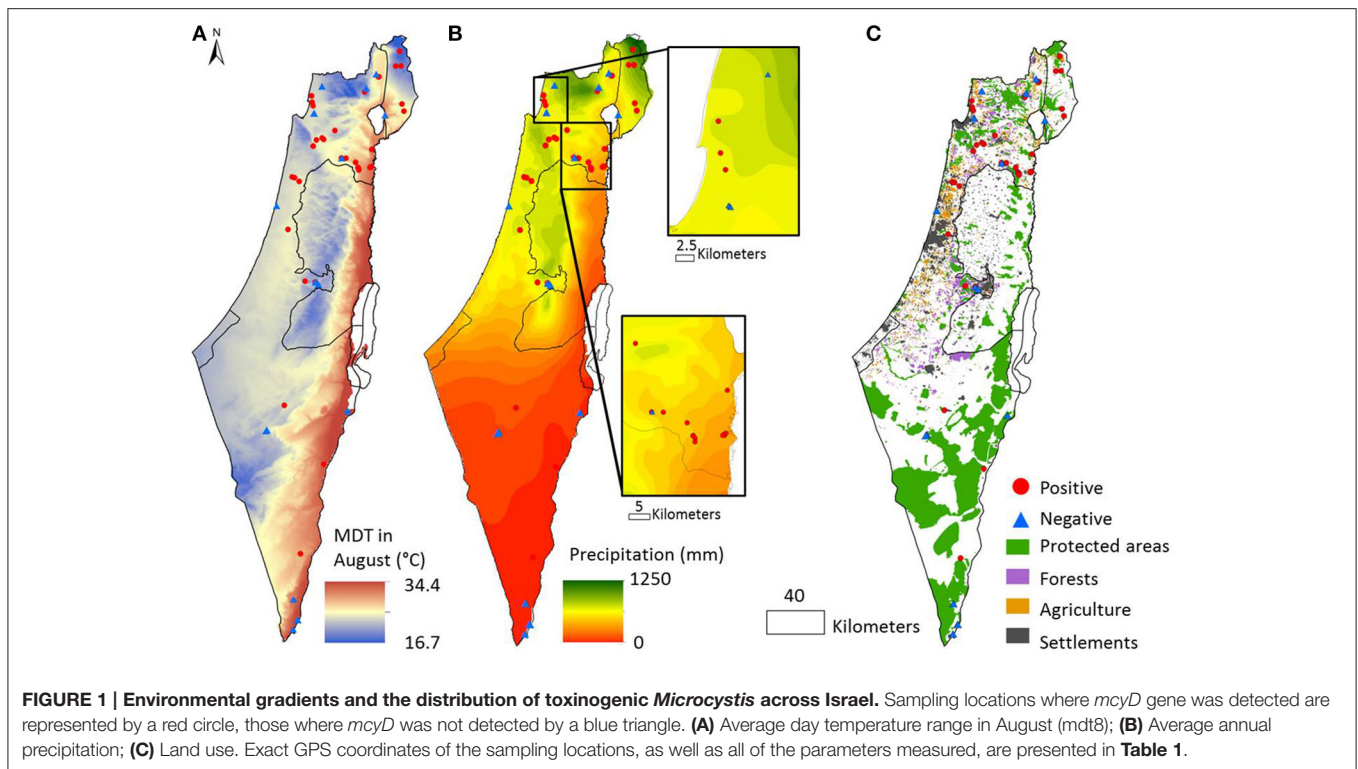 A
N
B
C
2.5
Kilometers
5
Kilometers
MDT in
August (°C)
34.4
16.7
Precipitation (mm)
1250
0
40
Kilometers
Positive
Negative
Protected areas
Forests
Agriculture
Settlements
FIGURE 1 | Environmental gradients and the distribution of toxinogenic Microcystis across Israel. Sampling locations where mcyD gene was detected are
represented by a red circle, those where mcyD was not detected by a blue triangle. (A) Average day temperature range in August (mdt8); (B) Average annual
precipitation; (C) Land use. Exact GPS coordinates of the sampling locations, as well as all of the parameters measured, are presented in Table 1.